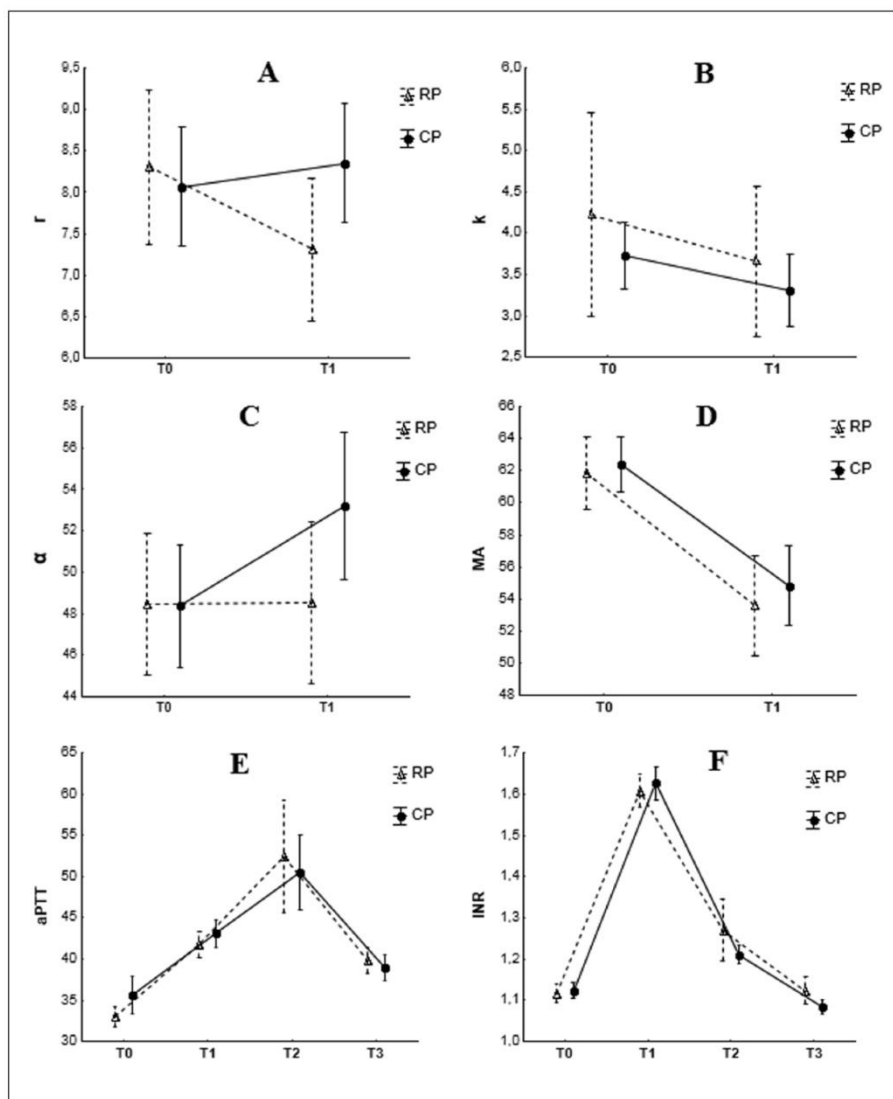 A
9,5
9,0
8,5
8,0
7,5
7,0
6,5
6,0
r
T0 T1
RP
CP
B
6,0
5,5
5,0
4,5
4,0
3,5
3,0
2,5
k
T0 T1
RP
CP
C
58
56
54
52
50
48
46
44
α
T0 T1
RP
CP
D
66
64
62
60
58
56
54
52
50
48
MA
T0 T1
RP
CP
E
65
60
55
50
45
40
35
30
aPTT
T0 T1 T2 T3
RP
CP
F
1,7
1,6
1,5
1,4
1,3
1,2
1,1
1,0
INR
T0 T1 T2 T3
RP
CP